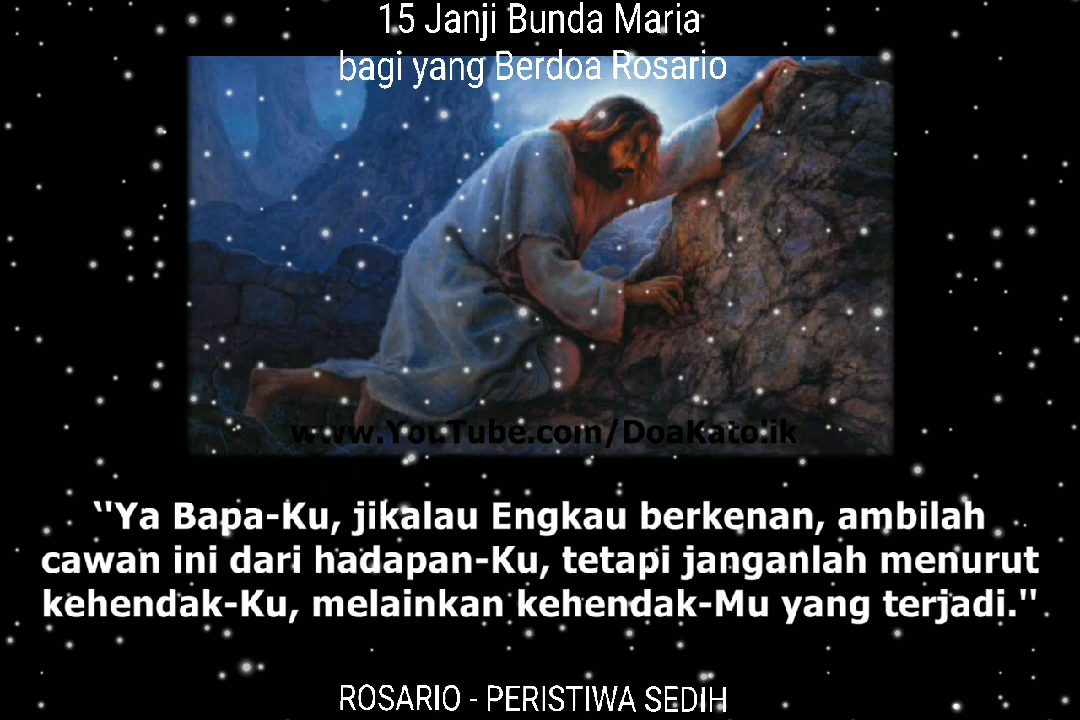 15 Janji Bunda Maria
bagi yang Berdoa Rosario
www.YouTube.com/DoaKatolik
"Ya Bapa-Ku, jikalau Engkau berkenan, ambilah
cawan ini dari hadapan-Ku, tetapi janganlah menurut
kehendak-Ku, melainkan kehendak-Mu yang terjadi."
ROSARIO - PERISTIWA SEDIH